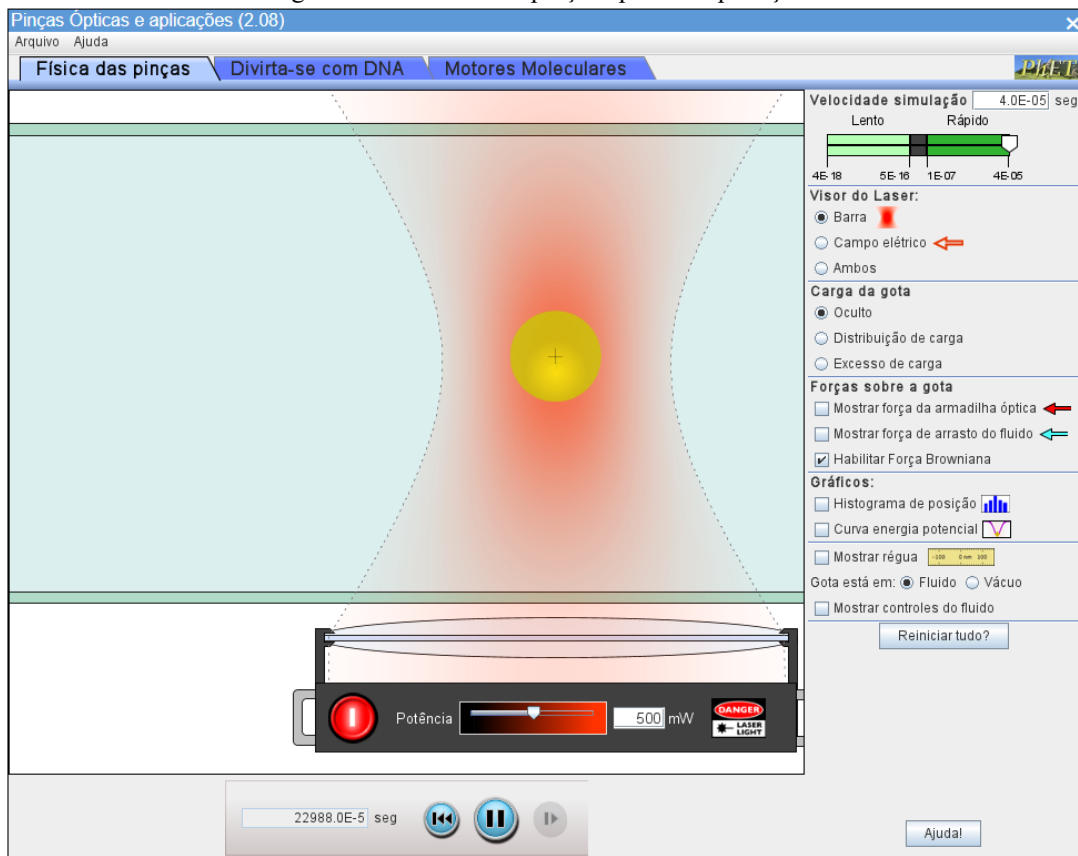 Pinças Ópticas e aplicações (2.08)
Arquivo Ajuda
Física das pinças Divirta-se com DNA Motores Moleculares
PhET
Velocidade simulação 4.0E-05 seg
Lento Rápido
4E-18 5E-16 1E-07 4E-05
Visor do Laser:
Barra
Campo elétrico
Ambos
Carga da gota
Oculto
Distribuição de carga
Excesso de carga
Forças sobre a gota
Mostrar força da armadilha óptica
Mostrar força de arrasto do fluido
Habilitar Força Browniana
Gráficos:
Histograma de posição
Curva energia potencial
Mostrar régua -100 0 nm 100
Gota está em: Fluido Vácuo
Mostrar controles do fluido
Reiniciar tudo?
Potência 500 mW
DANGER
LASER
LIGHT
22988.0E-5 seg
Ajuda!